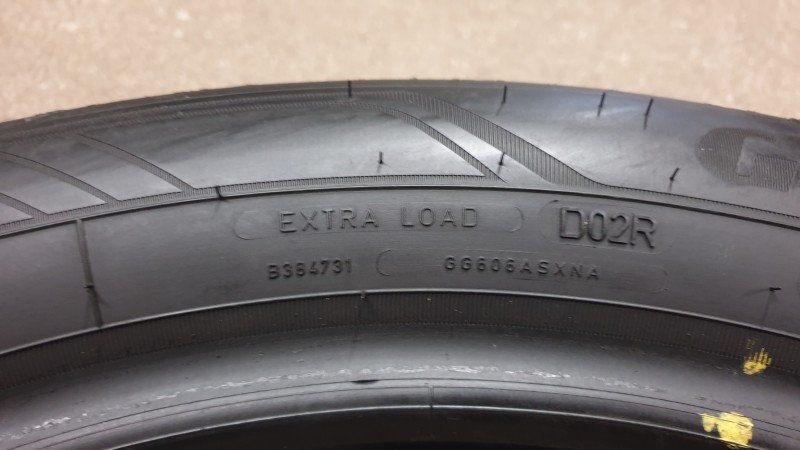 EXTRA LOAD D02R
B384731 GG606ASXNA